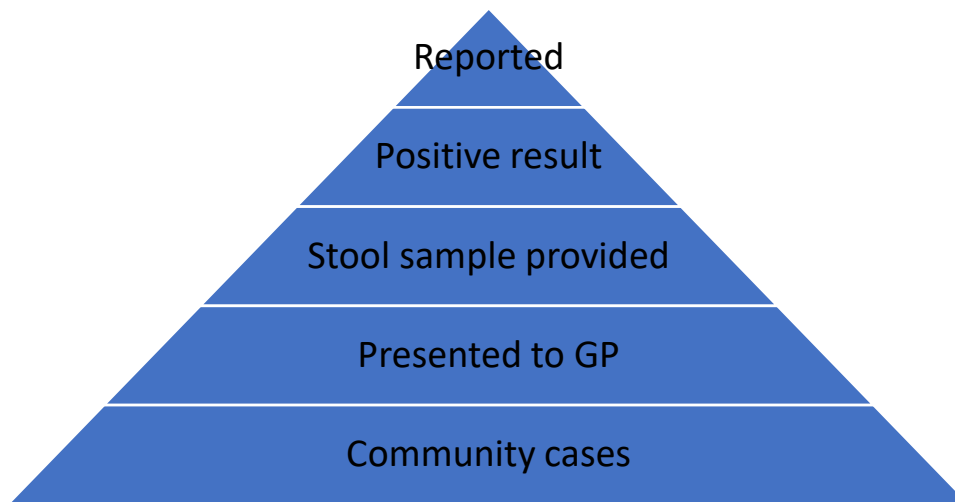 Reported
Positive result
Stool sample provided
Presented to GP
Community cases